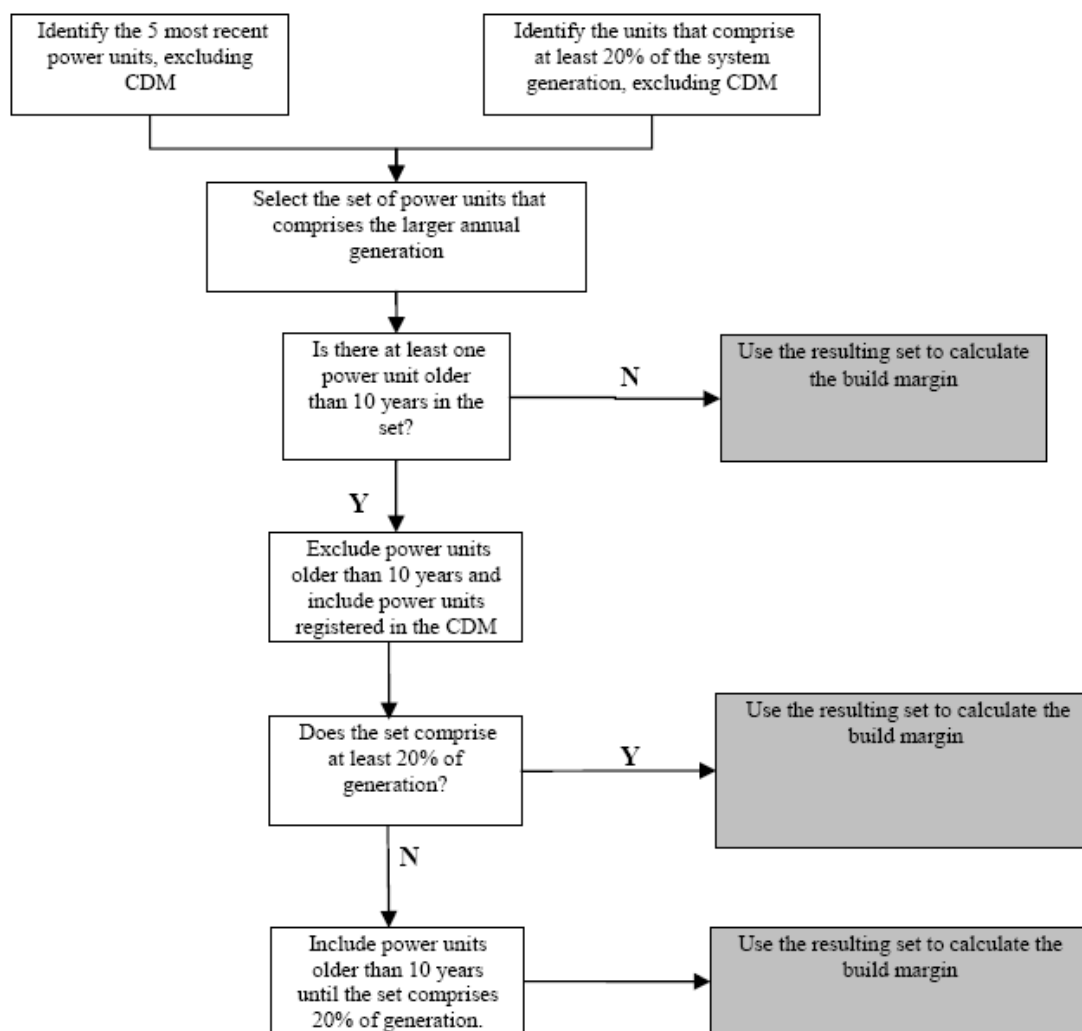 Identify the 5 most recent
power units, excluding
CDM
Identify the units that comprise
at least 20% of the system
generation, excluding CDM
Select the set of power units that
comprises the larger annual
generation
Is there at least one
power unit older
than 10 years in the
set?
N
Use the resulting set to calculate
the build margin
Y
Exclude power units
older than 10 years and
include power units
registered in the CDM
Does the set comprise
at least 20% of
generation?
Y
Use the resulting set to calculate the
build margin
N
Include power units
older than 10 years
until the set comprises
20% of generation.
Use the resulting set to calculate the
build margin